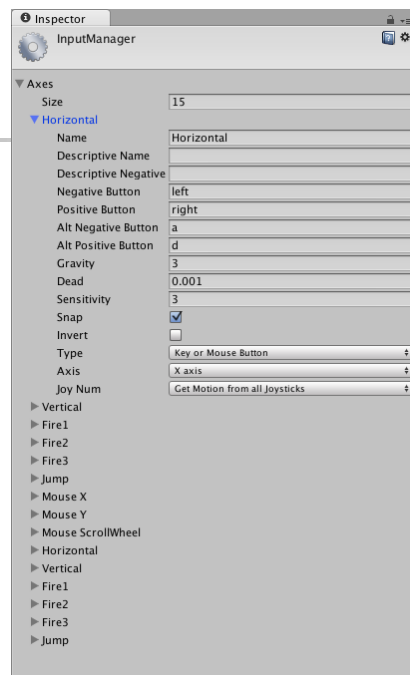 Inspector
InputManager
Axes
Size 15
Horizontal
Name Horizontal
Descriptive Name
Descriptive Negative
Negative Button left
Positive Button right
Alt Negative Button a
Alt Positive Button d
Gravity 3
Dead 0.001
Sensitivity 3
Snap
Invert
Type Key or Mouse Button
Axis X axis
Joy Num Get Motion from all Joysticks
Vertical
Fire1
Fire2
Fire3
Jump
Mouse X
Mouse Y
Mouse ScrollWheel
Horizontal
Vertical
Fire1
Fire2
Fire3
Jump